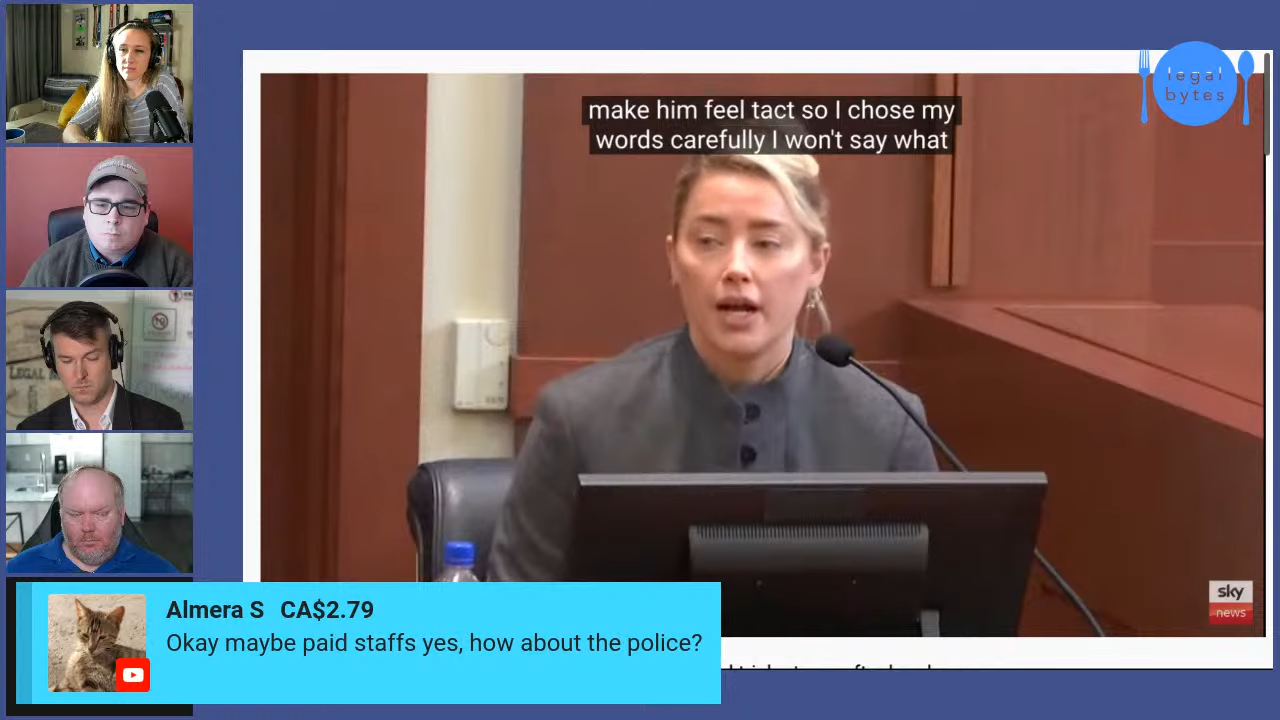 make him feel tact so I chose my
words carefully I won't say what
legal
bytes
sky
news
Almera S CA$2.79
Okay maybe paid staffs yes, how about the police?